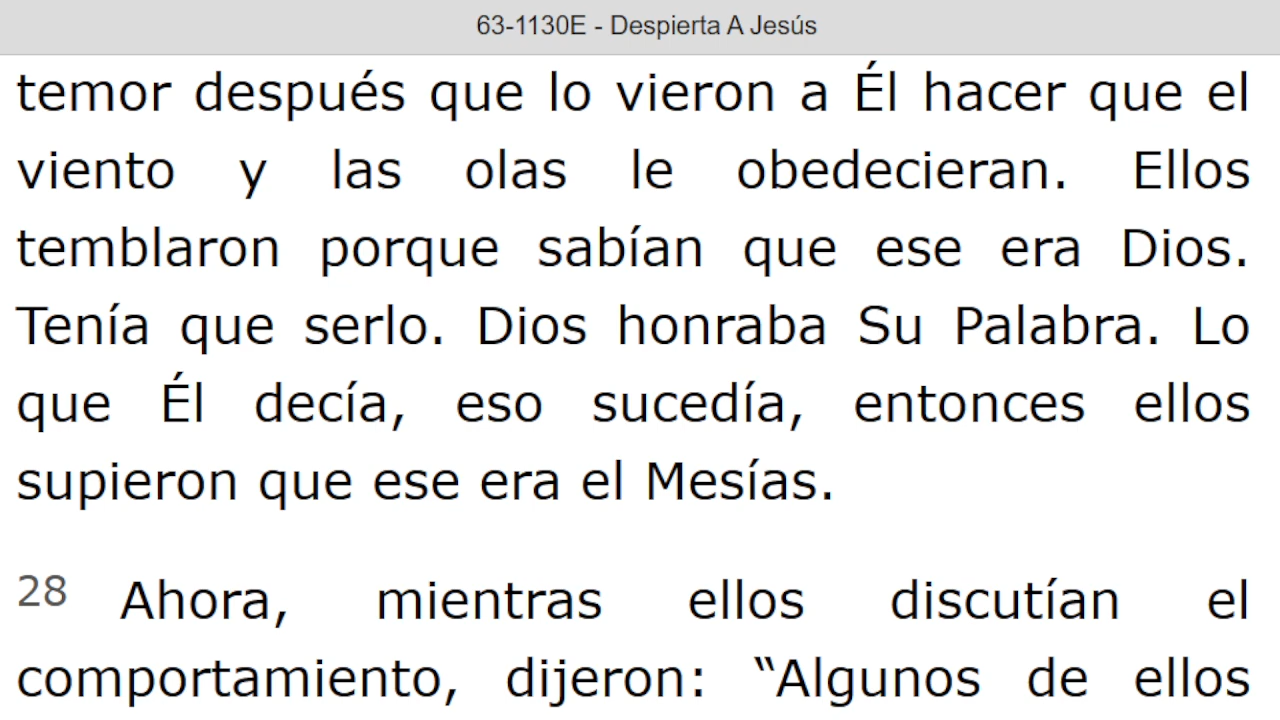 63-1130E - Despierta A Jesús
temor después que lo vieron a Él hacer que el
viento y las olas le obedecieran. Ellos
temblaron porque sabían que ese era Dios.
Tenía que serlo. Dios honraba Su Palabra. Lo
que Él decía, eso sucedía, entonces ellos
supieron que ese era el Mesías.
28 Ahora, mientras ellos discutían el
comportamiento, dijeron: “Algunos de ellos